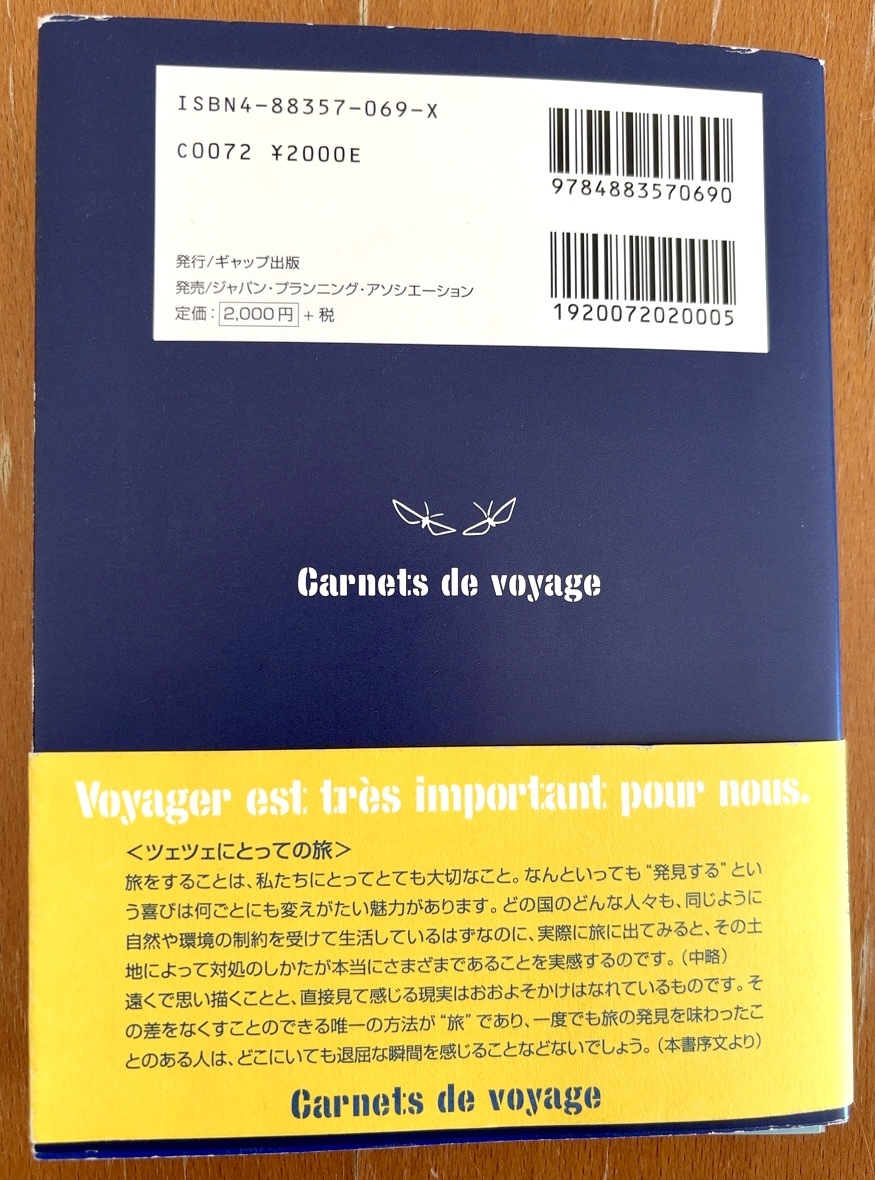 ISBN4-88357-069-X
C0072 ¥2000E
9784883570690
発行/ギャップ出版
発売/ジャパン・プランニング・アソシエーション
定価：2,000円+税
1920072020005
Carnets de voyage
Voyager est très important pour nous.
＜ツェツェにとっての旅＞
旅をすることは、私たちにとってとても大切なこと。なんといっても“発見する”とい
う喜びは何ごとにも変えがたい魅力があります。どの国のどんな人々も、同じように
自然や環境の制約を受けて生活しているはずなのに、実際に旅に出てみると、その土
地によって対処のしかたが本当にさまざまであることを実感するのです。（中略）
遠くで思い描くことと、直接見て感じる現実はおおよそかけはなれているものです。そ
の差をなくすことのできる唯一の方法が“旅”であり、一度でも旅の発見を味わったこ
とのある人は、どこにいても退屈な瞬間を感じることなどないでしょう。（本書序文より）
Carnets de voyage